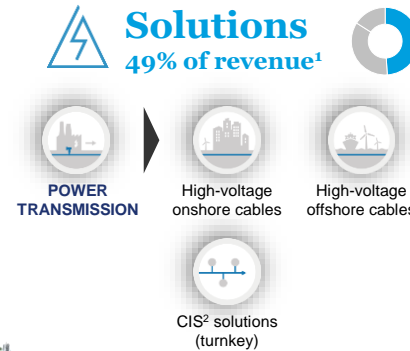 Solutions
49% of revenue¹
POWER
TRANSMISSION
High-voltage
onshore cables
High-voltage
offshore cables
CIS² solutions
(turnkey)